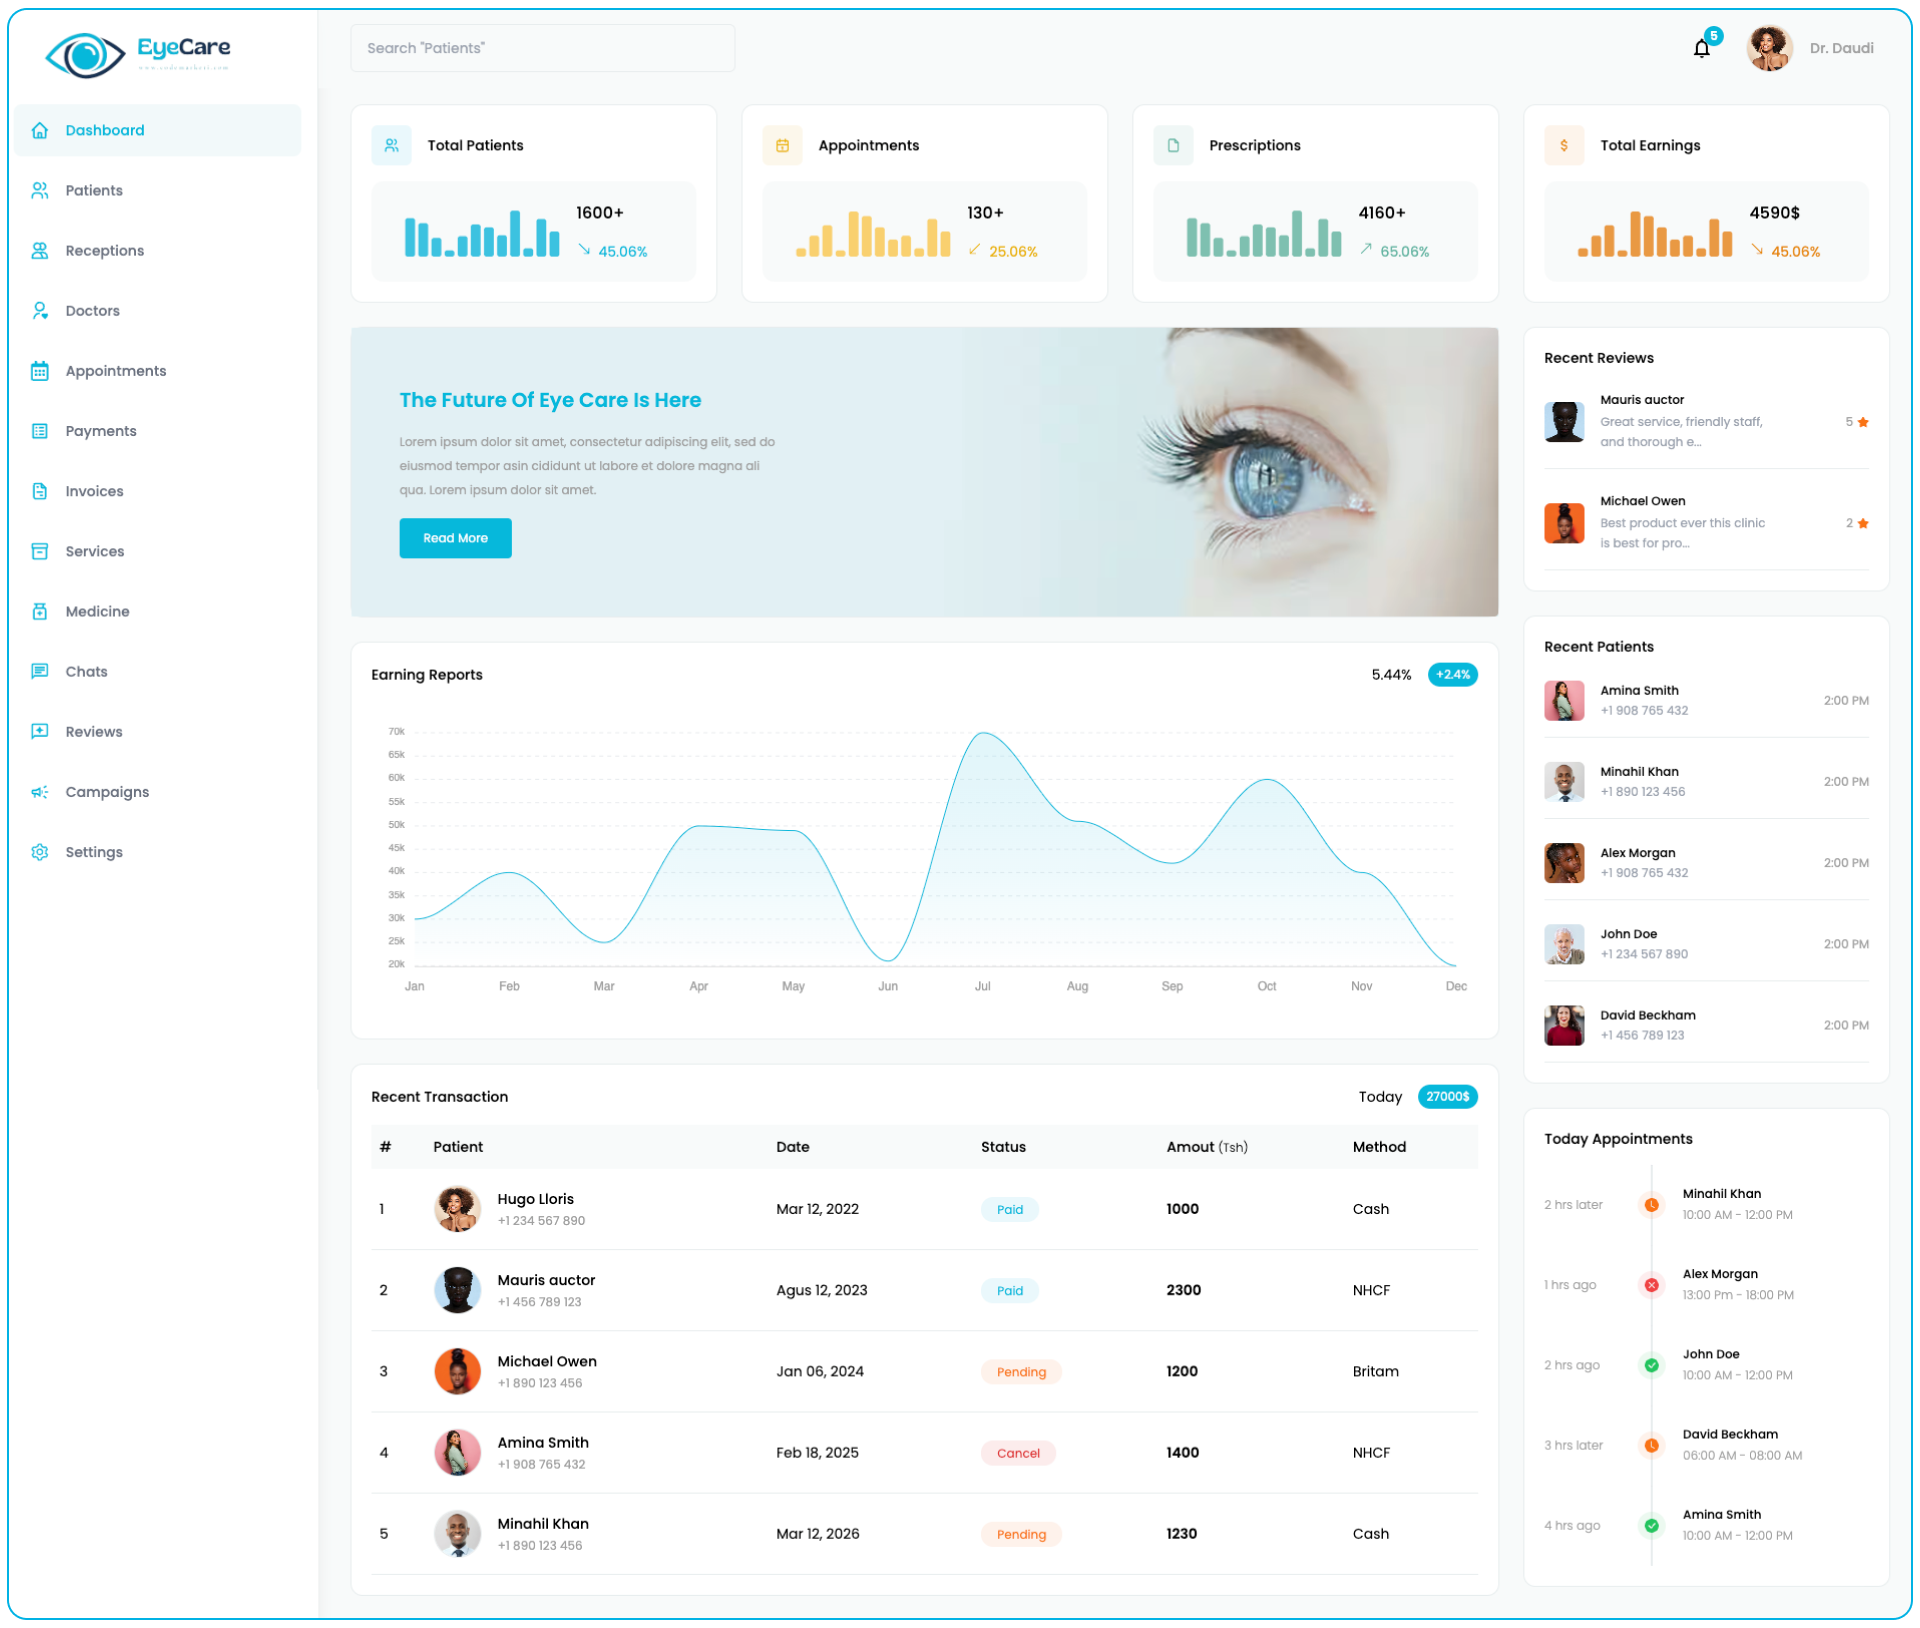 EyeCare
Dashboard
Patients
Receptions
Doctors
Appointments
Payments
Invoices
Services
Medicine
Chats
Reviews
Campaigns
Settings
Search "Patients"
5
Dr. Daudi
Total Patients
1600+
45.06%
Appointments
130+
25.06%
Prescriptions
4160+
65.06%
Total Earnings
$
4590$
45.06%
The Future Of Eye Care Is Here
Lorem ipsum dolor sit amet, consectetur adipiscing elit, sed do
eiusmod tempor asin cididunt ut labore et dolore magna ali
qua. Lorem ipsum dolor sit amet.
Read More
Earning Reports
5.44% +2.4%
70k
65k
60k
55k
50k
45k
40k
35k
30k
25k
20k
Jan Feb Mar Apr May Jun Jul Aug Sep Oct Nov Dec
Recent Transaction
Today 27000$
# Patient Date Status Amout (Tsh) Method
1 Hugo Lloris +1 234 567 890 Mar 12, 2022 Paid 1000 Cash
2 Mauris auctor +1 456 789 123 Agus 12, 2023 Paid 2300 NHCF
3 Michael Owen +1 890 123 456 Jan 06, 2024 Pending 1200 Britam
4 Amina Smith +1 908 765 432 Feb 18, 2025 Cancel 1400 NHCF
5 Minahil Khan +1 890 123 456 Mar 12, 2026 Pending 1230 Cash
Recent Reviews
Mauris auctor
Great service, friendly staff,
and thorough e...
5
Michael Owen
Best product ever this clinic
is best for pro...
2
Recent Patients
Amina Smith
+1 908 765 432
2:00 PM
Minahil Khan
+1 890 123 456
2:00 PM
Alex Morgan
+1 908 765 432
2:00 PM
John Doe
+1 234 567 890
2:00 PM
David Beckham
+1 456 789 123
2:00 PM
Today Appointments
2 hrs later
Minahil Khan
10:00 AM - 12:00 PM
1 hrs ago
Alex Morgan
13:00 Pm - 18:00 PM
2 hrs ago
John Doe
10:00 AM - 12:00 PM
3 hrs later
David Beckham
06:00 AM - 08:00 AM
4 hrs ago
Amina Smith
10:00 AM - 12:00 PM